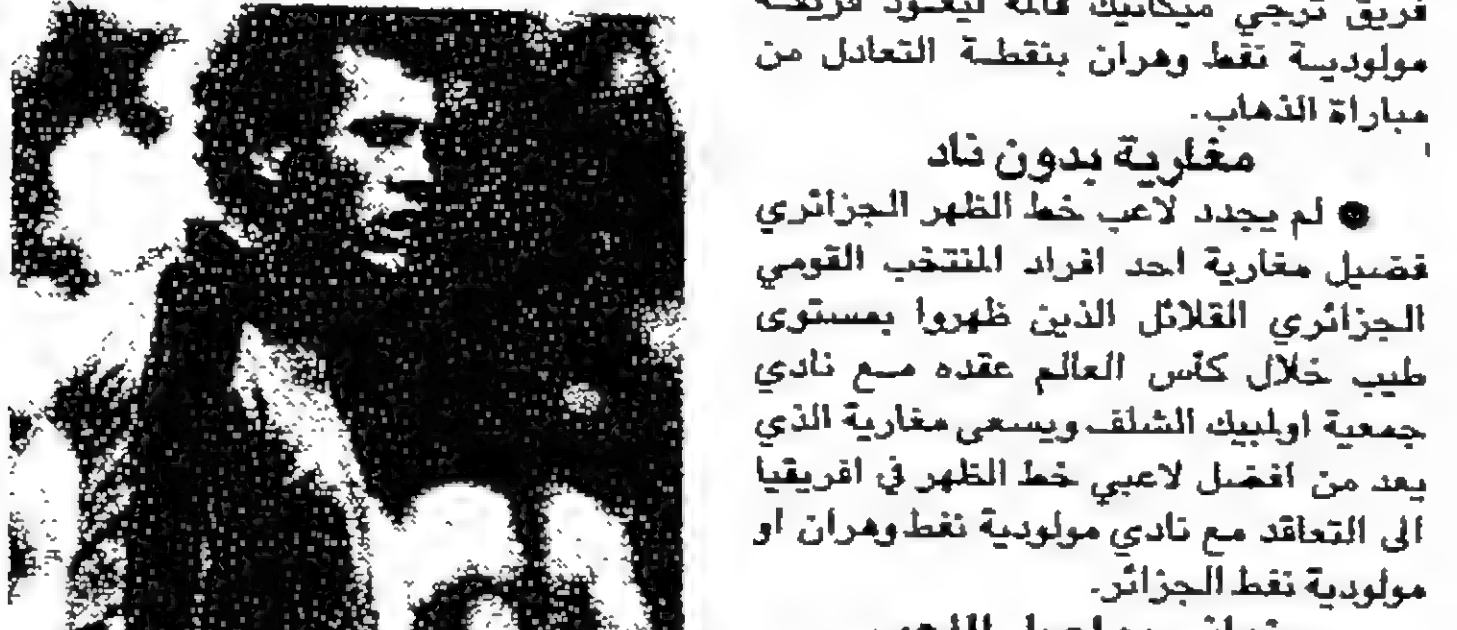 فريق ترجي ميكانيك قالمة ليعود فريقه
مولودية نفط وهران بنقطة التعادل من
مباراة الذهاب.
مغارية بدون ناد
● لم يجدد لاعب خط الظهر الجزائري
فضيل مغارية احد افراد المنتخب القومي
الجزائري القلائل الذين ظهروا بمستوى
طيب خلال كأس العالم عقده مع نادي
جمعية اولمبيك الشلف ويسعى مغارية الذي
يعد من افضل لاعبي خط الظهر في افريقيا
الى التعاقد مع نادي مولودية نفط وهران او
مولودية نفط الجزائر.